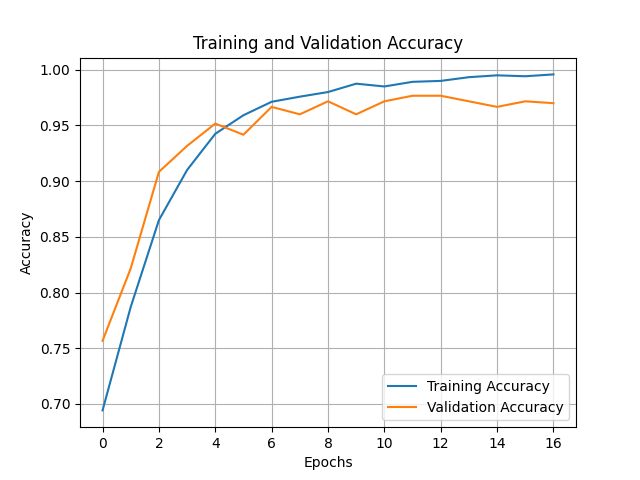 Training and Validation Accuracy
Accuracy
1.00
0.95
0.90
0.85
0.80
0.75
0.70
Training Accuracy
Validation Accuracy
0 2 4 6 8 10 12 14 16
Epochs